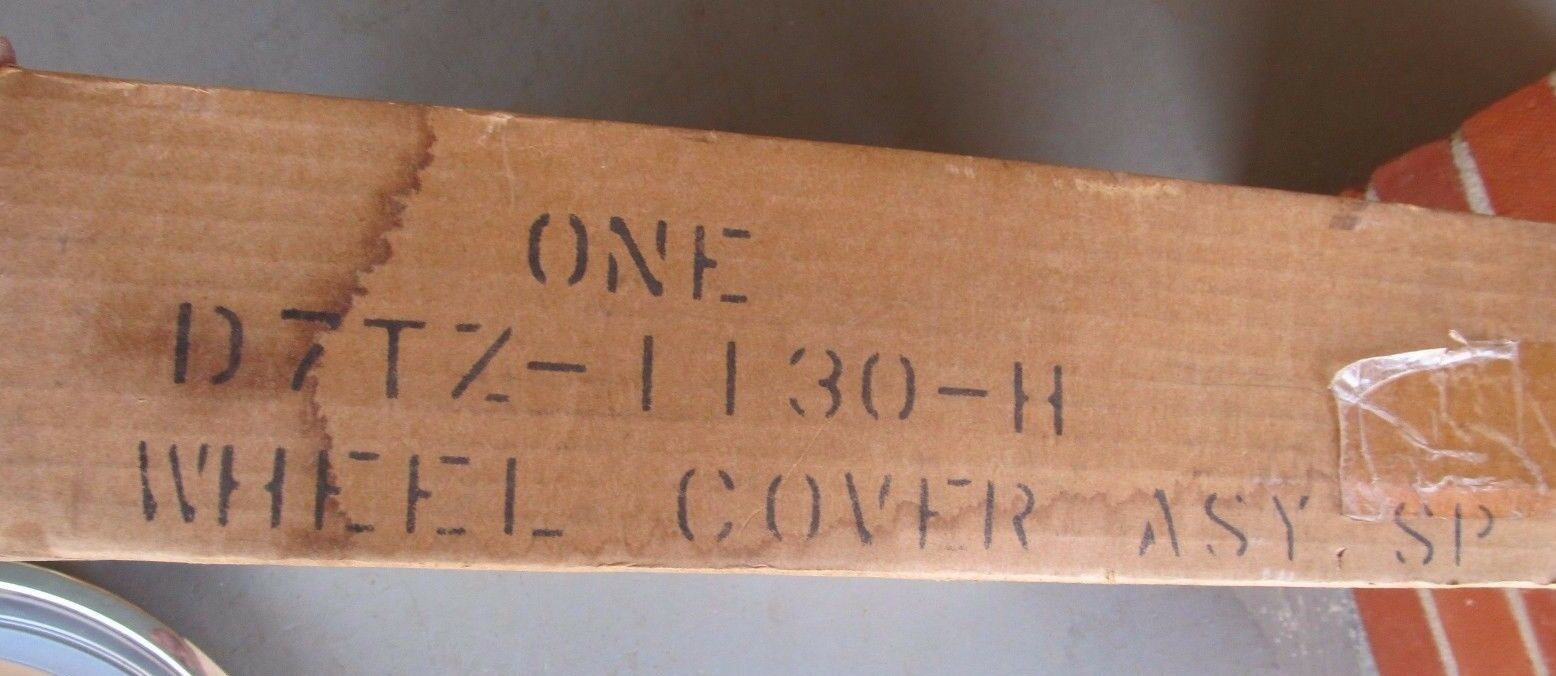 ONE
D7TZ-1130-H
WHEEL COVER ASY. SP